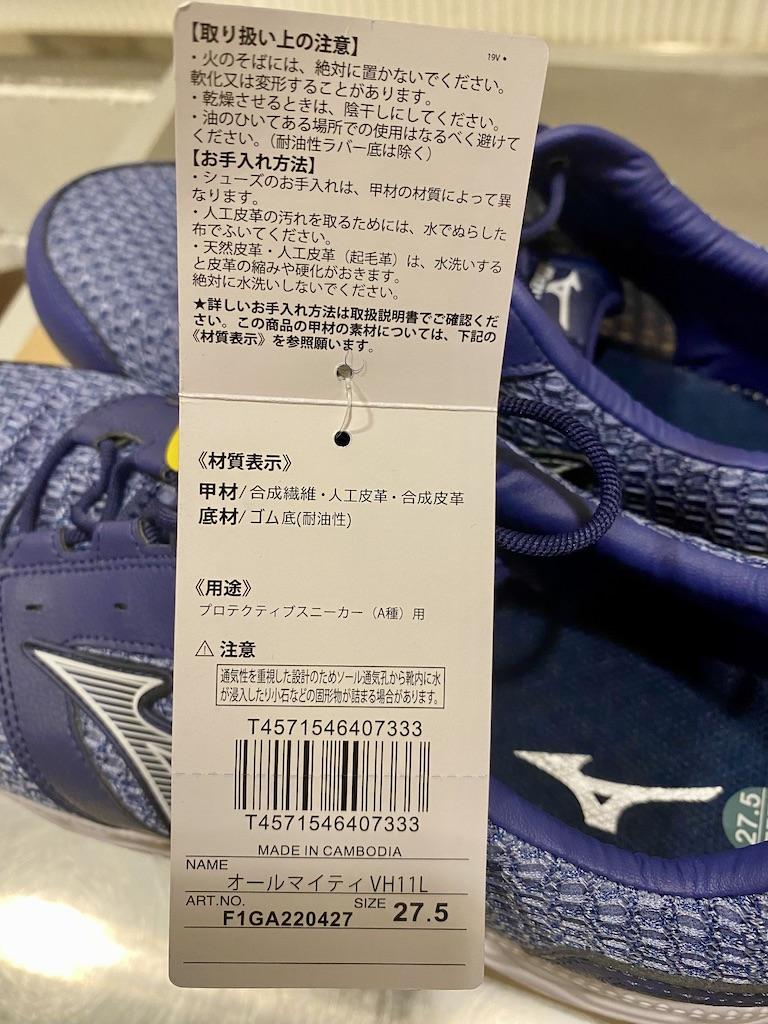 19V●
【取り扱い上の注意】
・火のそばには、絶対に置かないでください。
軟化又は変形することがあります。
・乾燥させるときは、陰干しにしてください。
・油のひいてある場所での使用はなるべく避けて
ください。（耐油性ラバー底は除く）
【お手入れ方法】
・シューズのお手入れは、甲材の材質によって異
なります。
・人工皮革の汚れを取るためには、水でぬらした
布でふいてください。
・天然皮革・人工皮革（起毛革）は、水洗いする
と皮革の縮みや硬化がおきます。
絶対に水洗いしないでください。
★詳しいお手入れ方法は取扱説明書でご確認くだ
さい。この商品の甲材の素材については、下記の
《材質表示》を参照願います。
《材質表示》
甲材/合成繊維・人工皮革・合成皮革
底材/ゴム底(耐油性)
《用途》
プロテクティブスニーカー（A種）用
⚠ 注意
通気性を重視した設計のためソール通気孔から靴内に水
が浸入したり小石などの固形物が詰まる場合があります。
T4571546407333
T4571546407333
MADE IN CAMBODIA
NAME
オールマイティVH11L
ART.NO. SIZE
F1GA220427 27.5
27.5